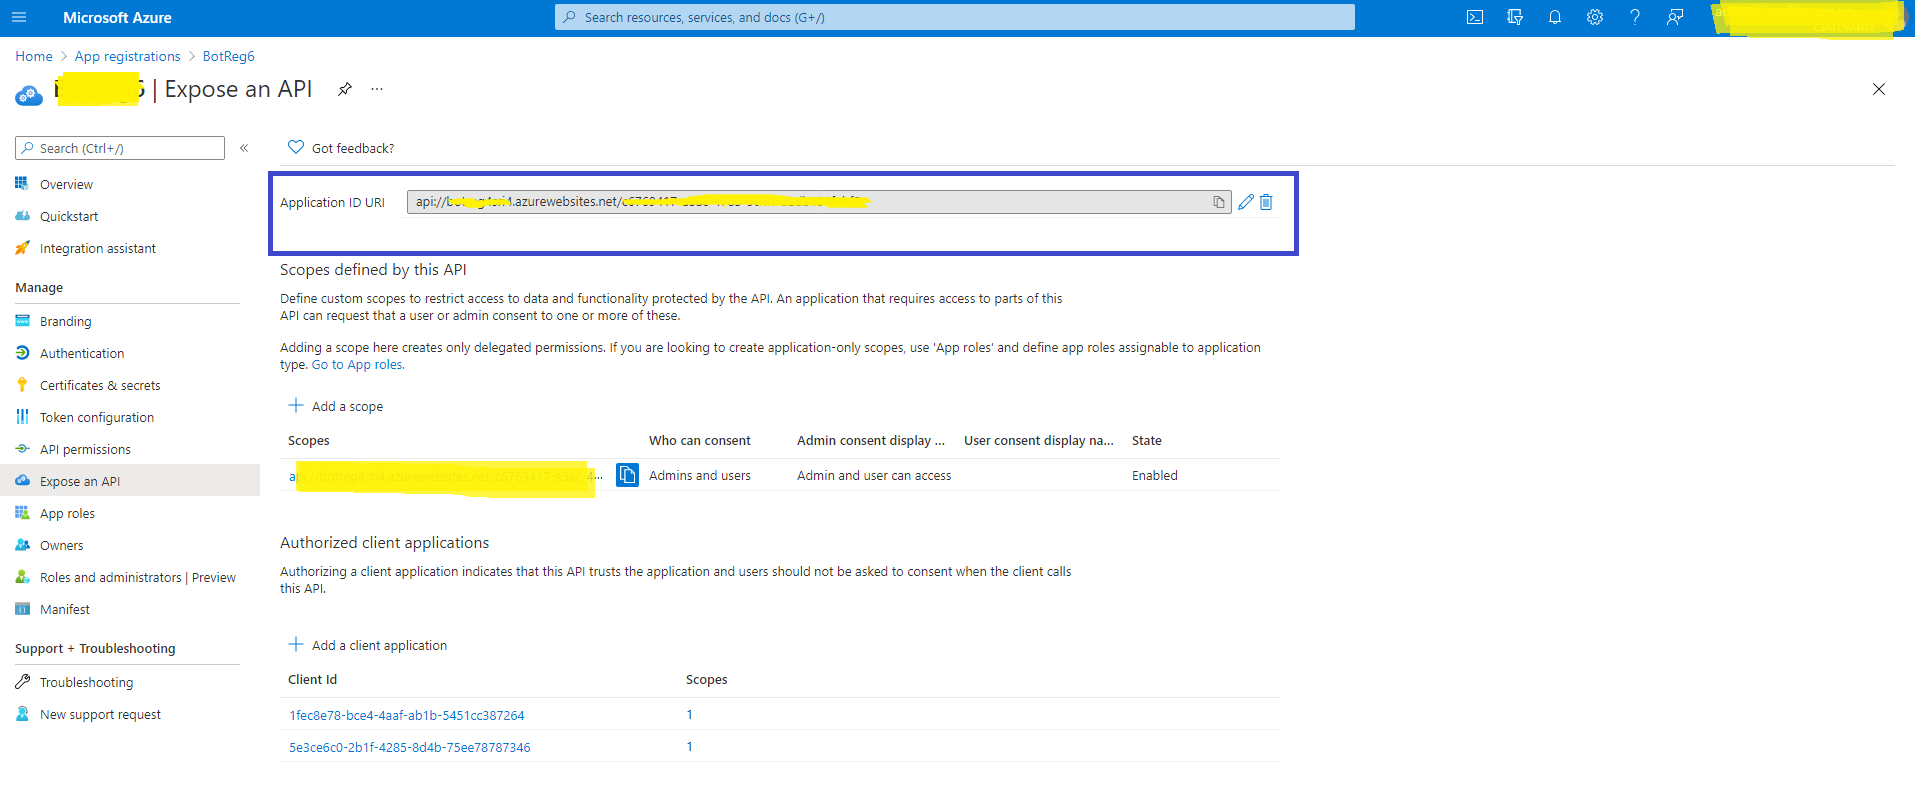 Microsoft Azure
Search resources, services, and docs (G+/)
Home > App registrations > BotReg6
| Expose an API
Search (Ctrl+/)
Got feedback?
Overview
Quickstart
Integration assistant
Manage
Branding
Authentication
Certificates & secrets
Token configuration
API permissions
Expose an API
App roles
Owners
Roles and administrators | Preview
Manifest
Support + Troubleshooting
Troubleshooting
New support request
Application ID URI
api://.azurewebsites.net/
Scopes defined by this API
Define custom scopes to restrict access to data and functionality protected by the API. An application that requires access to parts of this
API can request that a user or admin consent to one or more of these.
Adding a scope here creates only delegated permissions. If you are looking to create application-only scopes, use 'App roles' and define app roles assignable to application
type. Go to App roles.
Add a scope
Scopes Who can consent Admin consent display ... User consent display na... State
Admins and users Admin and user can access Enabled
Authorized client applications
Authorizing a client application indicates that this API trusts the application and users should not be asked to consent when the client calls
this API.
Add a client application
Client Id Scopes
1fec8e78-bce4-4aaf-ab1b-5451cc387264 1
5e3ce6c0-2b1f-4285-8d4b-75ee78787346 1